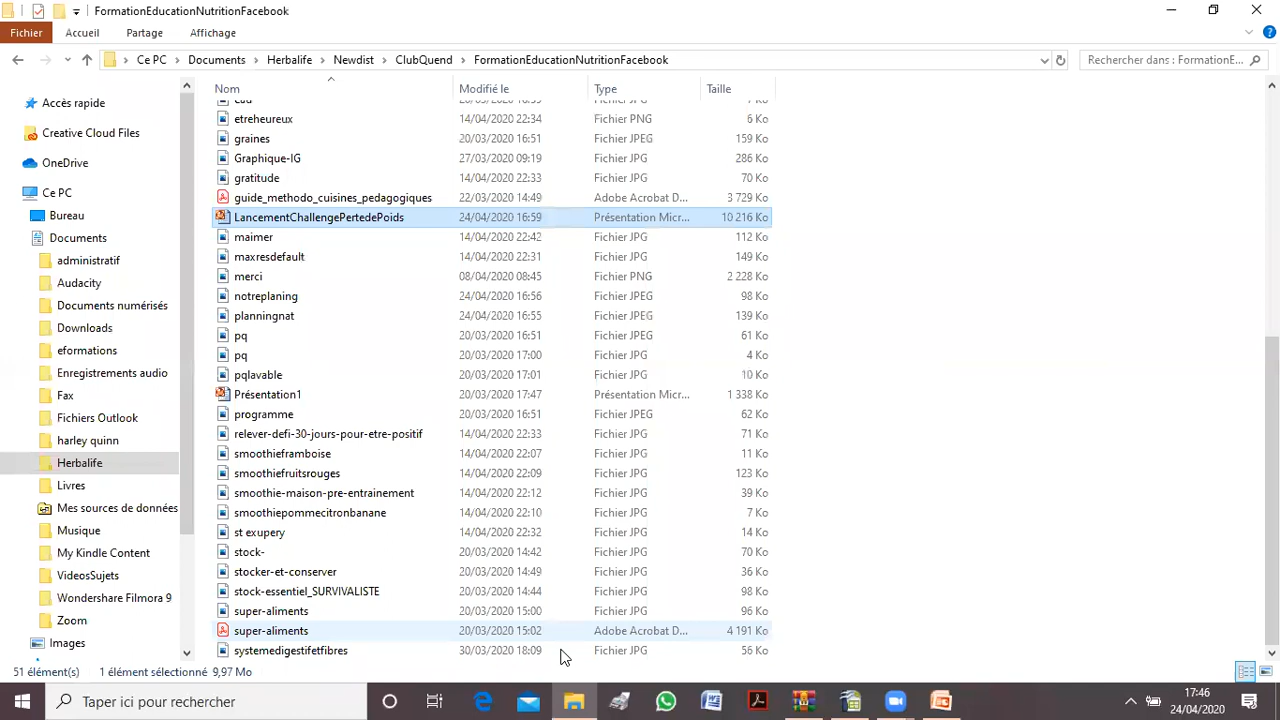 FormationEducationNutritionFacebook
Fichier Accueil Partage Affichage
Ce PC Documents Herbalife Newdist ClubQuend FormationEducationNutritionFacebook
Rechercher dans : FormationE...
Nom Modifié le Type Taille
etreheureux 14/04/2020 22:34 Fichier PNG 6 Ko
graines 20/03/2020 16:51 Fichier JPEG 159 Ko
Graphique-IG 27/03/2020 09:19 Fichier JPG 286 Ko
gratitude 14/04/2020 22:33 Fichier JPG 70 Ko
guide_methodo_cuisines_pedagogiques 22/03/2020 14:49 Adobe Acrobat D... 3 729 Ko
LancementChallengePertedePoids 24/04/2020 16:59 Présentation Micr... 10 216 Ko
maimer 14/04/2020 22:42 Fichier JPG 112 Ko
maxresdefault 14/04/2020 22:31 Fichier JPG 149 Ko
merci 08/04/2020 08:45 Fichier PNG 2 228 Ko
notreplaning 24/04/2020 16:56 Fichier JPEG 98 Ko
planningnat 24/04/2020 16:55 Fichier JPEG 139 Ko
pq 20/03/2020 16:51 Fichier JPEG 61 Ko
pq 20/03/2020 17:00 Fichier JPG 4 Ko
pqlavable 20/03/2020 17:01 Fichier JPG 10 Ko
Présentation1 20/03/2020 17:47 Présentation Micr... 1 338 Ko
programme 20/03/2020 16:51 Fichier JPEG 62 Ko
relever-defi-30-jours-pour-etre-positif 14/04/2020 22:33 Fichier JPG 71 Ko
smoothieframboise 14/04/2020 22:07 Fichier JPG 11 Ko
smoothiefruitsrouges 14/04/2020 22:09 Fichier JPG 123 Ko
smoothie-maison-pre-entrainement 14/04/2020 22:12 Fichier JPG 39 Ko
smoothiepommecitronbanane 14/04/2020 22:10 Fichier JPG 7 Ko
st exupery 14/04/2020 22:32 Fichier JPG 14 Ko
stock- 20/03/2020 14:42 Fichier JPG 70 Ko
stocker-et-conserver 20/03/2020 14:49 Fichier JPG 36 Ko
stock-essentiel_SURVIVALISTE 20/03/2020 14:44 Fichier JPG 98 Ko
super-aliments 20/03/2020 15:00 Fichier JPG 96 Ko
super-aliments 20/03/2020 15:02 Adobe Acrobat D... 4 191 Ko
systemedigestifetfibres 30/03/2020 18:09 Fichier JPG 56 Ko
Accès rapide
Creative Cloud Files
OneDrive
Ce PC
Bureau
Documents
administratif
Audacity
Documents numérisés
Downloads
eformations
Enregistrements audio
Fax
Fichiers Outlook
harley quinn
Herbalife
Livres
Mes sources de données
Musique
My Kindle Content
VideosSujets
Wondershare Filmora 9
Zoom
Images
51 élément(s) 1 élément sélectionné 9,97 Mo
Taper ici pour rechercher
17:46
24/04/2020